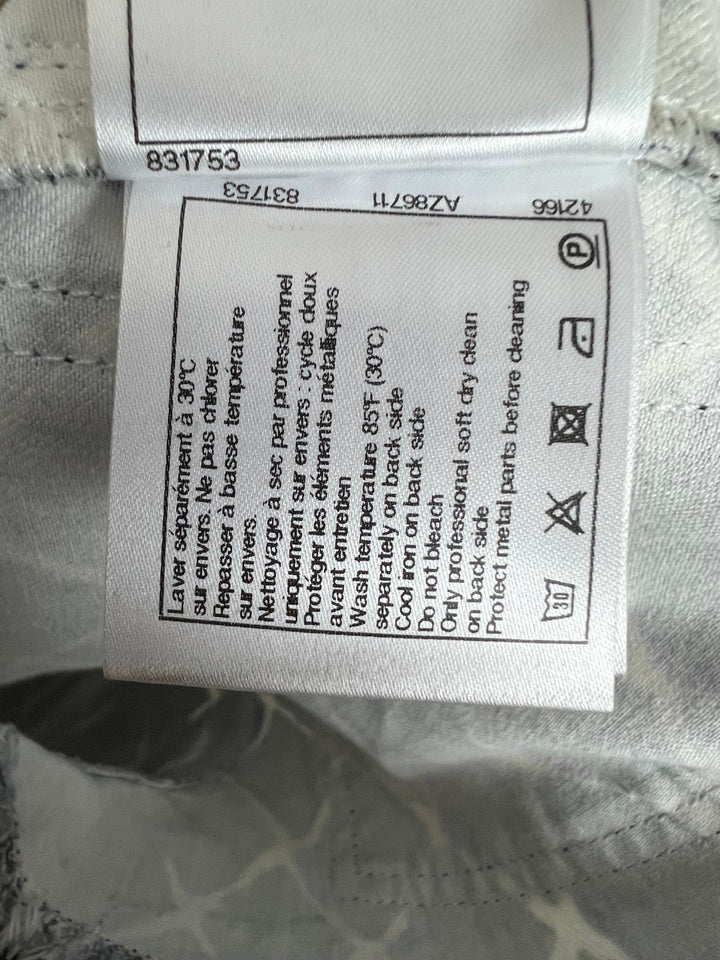 831753
831753
AZ86711
42166
Laver séparément à 30°C
sur envers. Ne pas chlorer
Repasser à basse température
sur envers.
Nettoyage à sec par professionnel
uniquement sur envers : cycle doux
Protéger les éléments métalliques
avant entretien
Wash temperature 85°F (30°C)
separately on back side
Cool iron on back side
Do not bleach
Only professional soft dry clean
on back side
Protect metal parts before cleaning
30
P